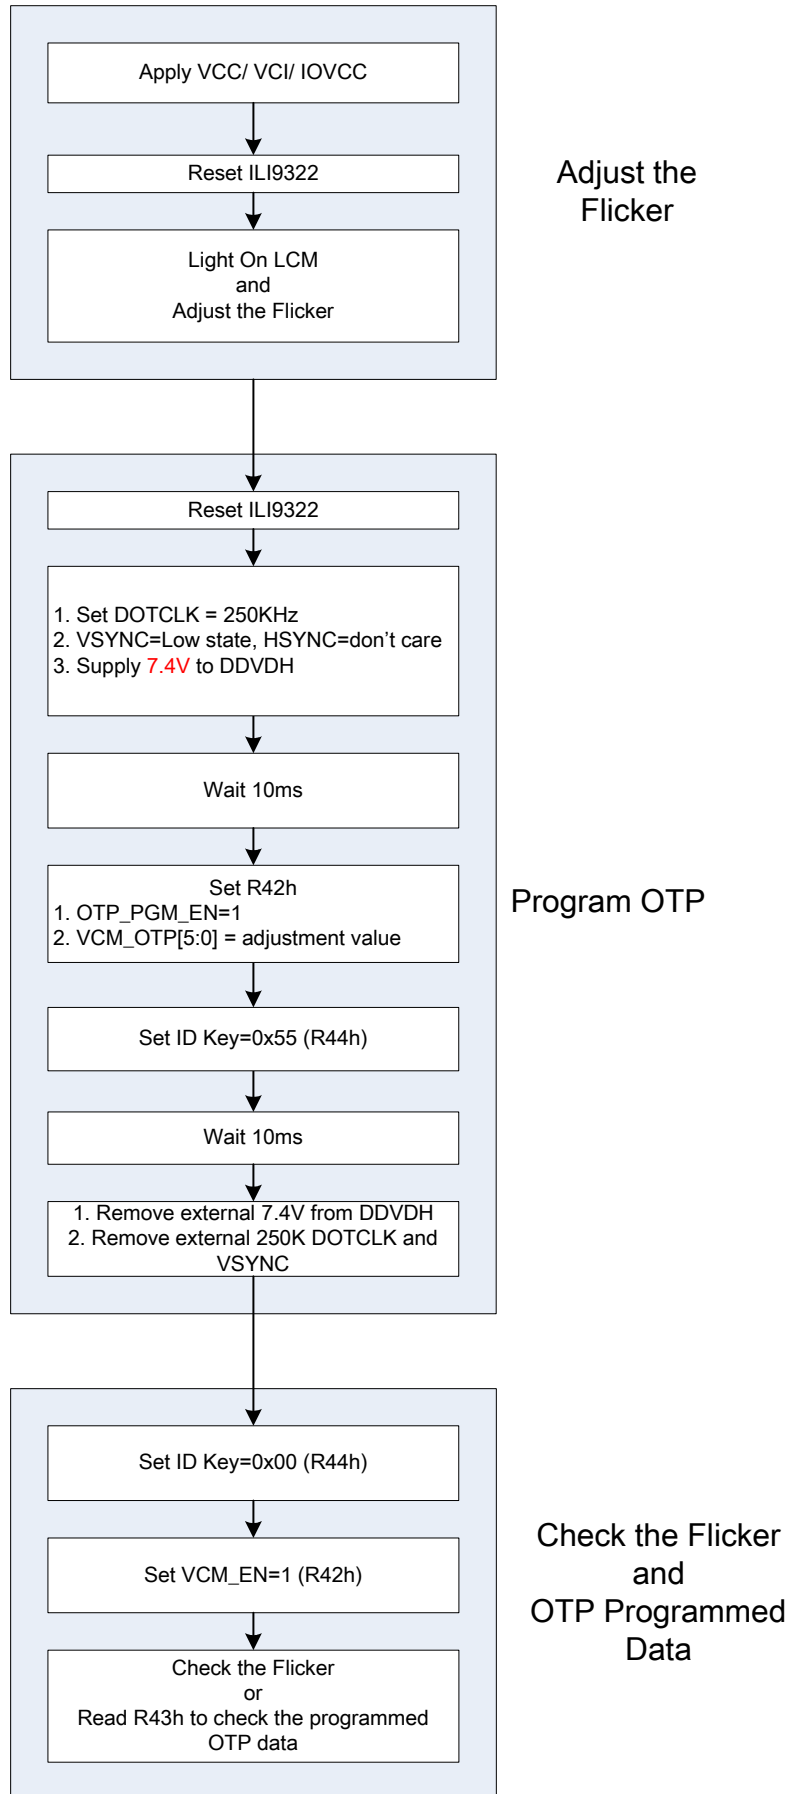 Apply VCC/ VCI/ IOVCC
Reset ILI9322
Light On LCM
and
Adjust the Flicker
Adjust the
Flicker
Reset ILI9322
1. Set DOTCLK = 250KHz
2. VSYNC=Low state, HSYNC=don't care
3. Supply 7.4V to DDVDH
Wait 10ms
Set R42h
1. OTP_PGM_EN=1
2. VCM_OTP[5:0] = adjustment value
Set ID Key=0x55 (R44h)
Wait 10ms
1. Remove external 7.4V from DDVDH
2. Remove external 250K DOTCLK and
VSYNC
Program OTP
Set ID Key=0x00 (R44h)
Set VCM_EN=1 (R42h)
Check the Flicker
or
Read R43h to check the programmed
OTP data
Check the Flicker
and
OTP Programmed
Data